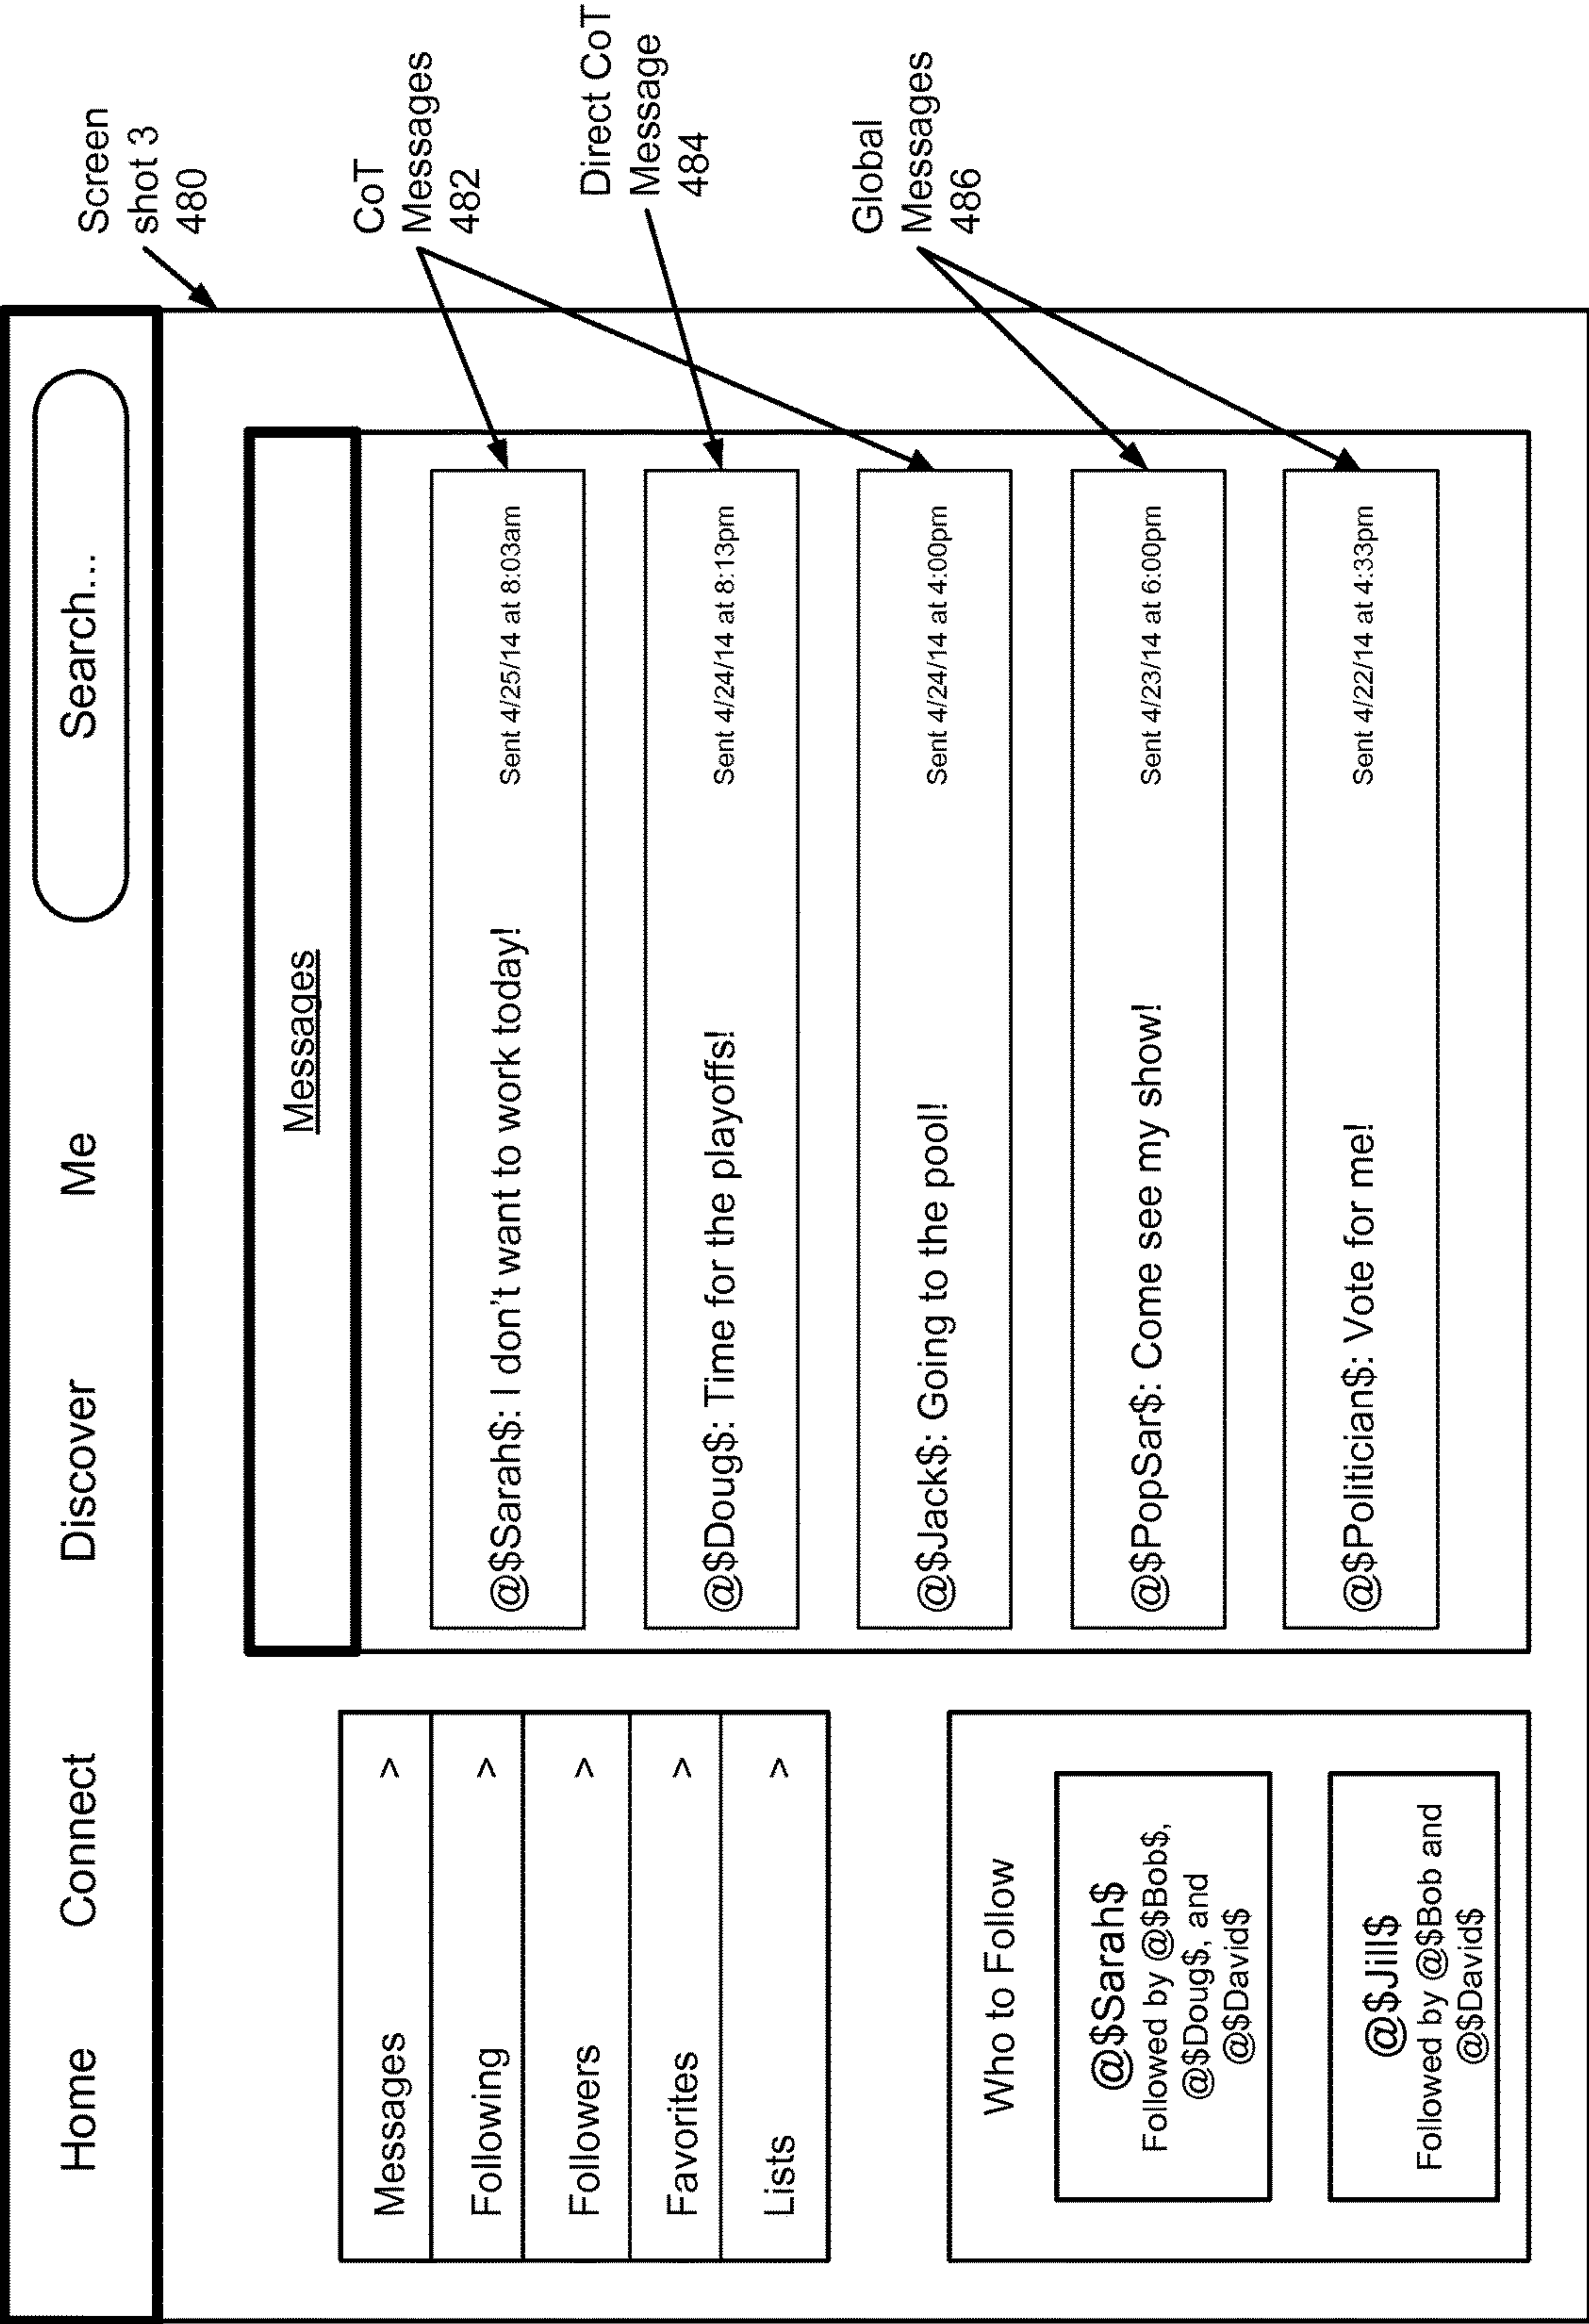 Home
Connect
Discover
Me
Search...
Messages >
Following >
Followers >
Favorites >
Lists >
Who to Follow
@$Sarah$
Followed by @$Bob$,
@$Doug$, and
@$David$
@$Jill$
Followed by @$Bob and
@$David$
Messages
@$Sarah$: I don't want to work today! Sent 4/25/14 at 8:03am
@$Doug$: Time for the playoffs! Sent 4/24/14 at 8:13pm
@$Jack$: Going to the pool! Sent 4/24/14 at 4:00pm
@$PopSar$: Come see my show! Sent 4/23/14 at 6:00pm
@$Politician$: Vote for me! Sent 4/22/14 at 4:33pm
Screen
shot 3
480
CoT
Messages
482
Direct CoT
Message
484
Global
Messages
486